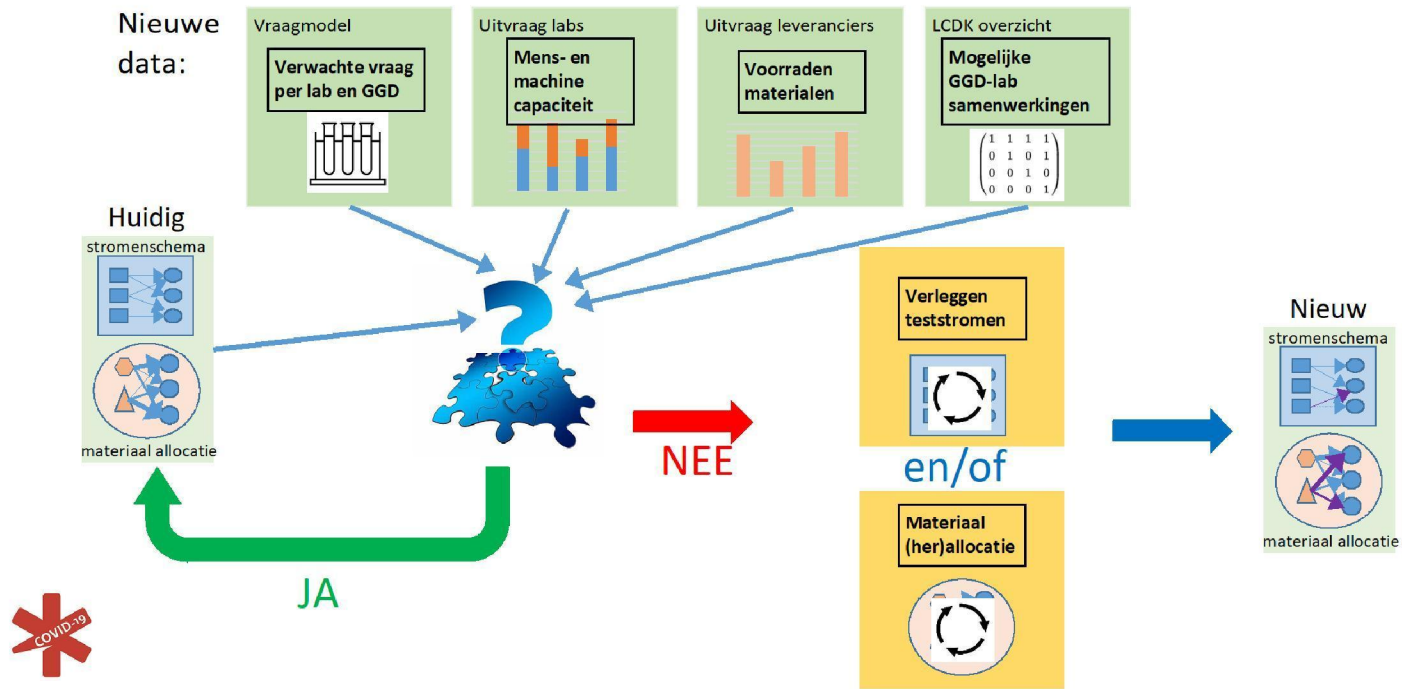 Nieuwe
data:
Vraagmodel
Verwachte vraag
per lab en GGD
Uitvraag labs
Mens- en
machine
capaciteit
Uitvraag leveranciers
Voorraden
materialen
LCDK overzicht
Mogelijke
GGD-lab
samenwerkingen
1 1 1 1
0 1 0 1
0 0 1 0
0 0 0 1
Huidig
stromenschema
materiaal allocatie
?
JA
NEE
Verleggen
teststromen
en/of
Materiaal
(her)allocatie
Nieuw
stromenschema
materiaal allocatie
COVID-19